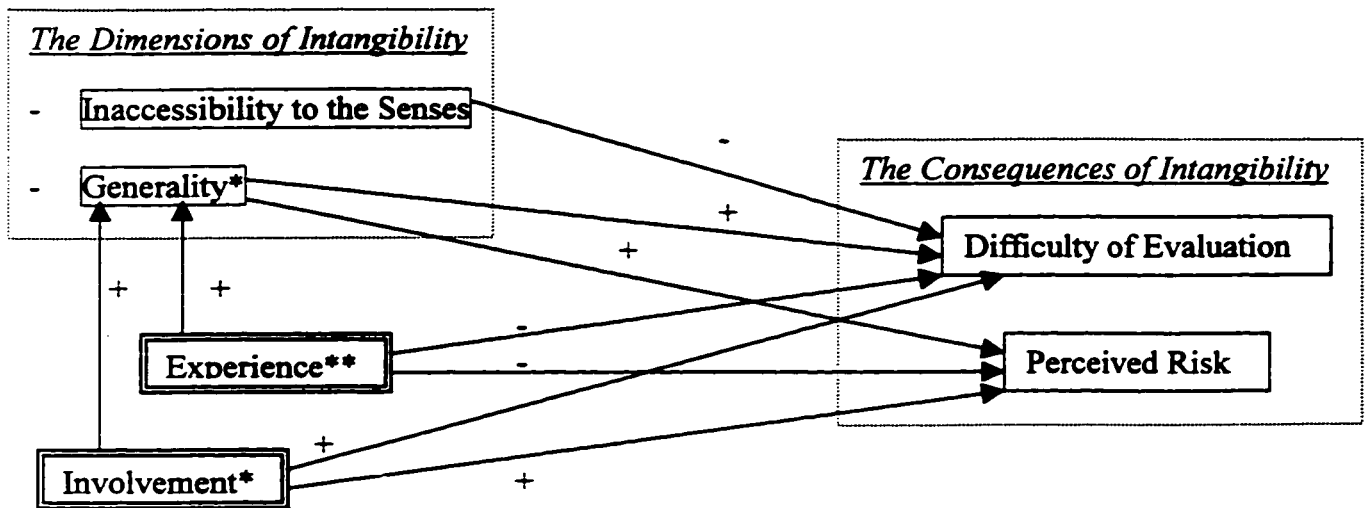 The Dimensions of Intangibility
- Inaccessibility to the Senses
-
- Generality*
The Consequences of Intangibility
+
Difficulty of Evaluation
+
+ +
-
Experience**
-
Perceived Risk
+
Involvement*
+